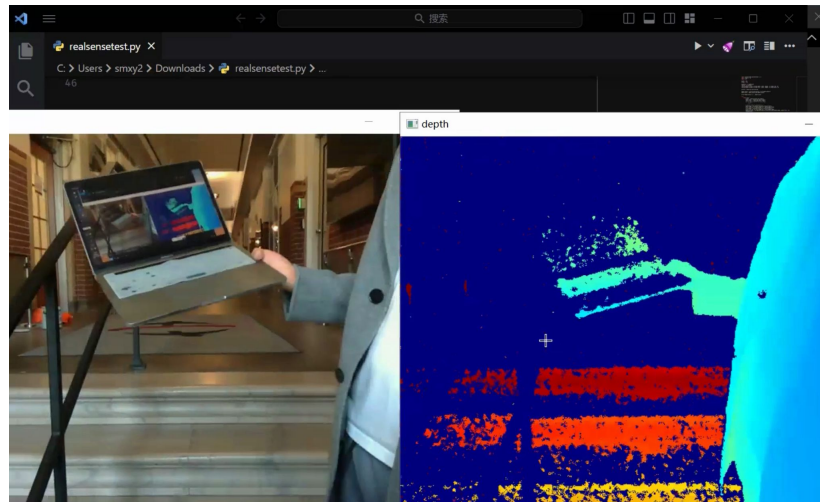 搜索
realsensetest.py
C: > Users > smxy2 > Downloads > realsensetest.py > ...
46
depth